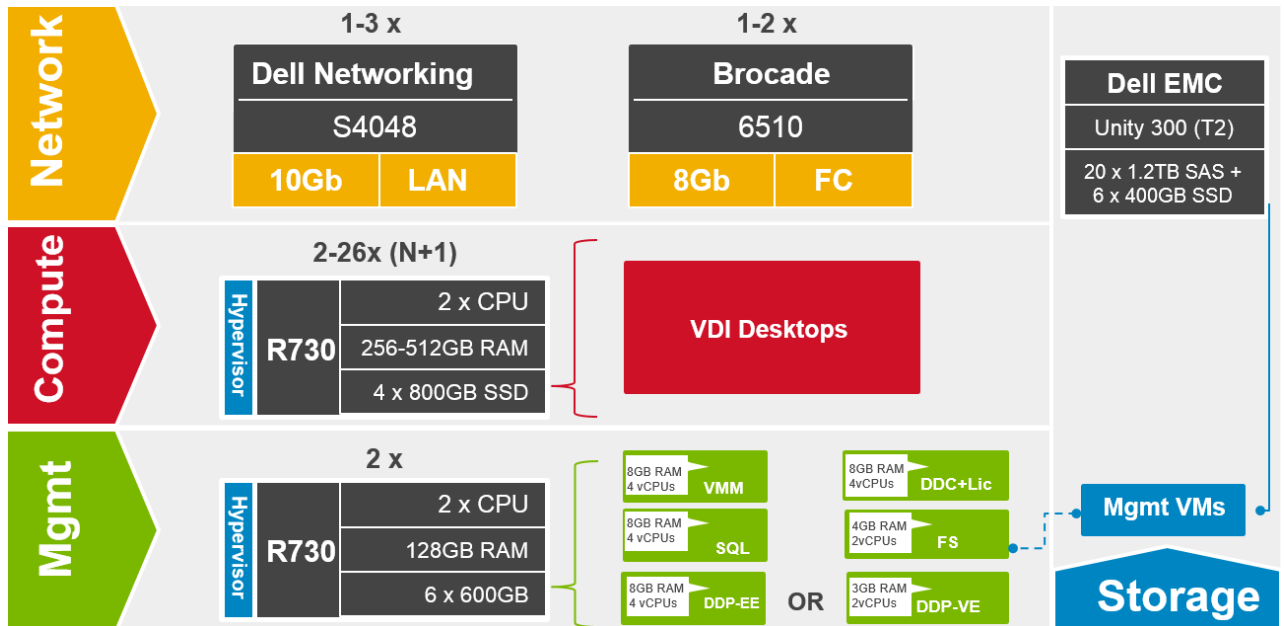 Network
1-3 x
Dell Networking
S4048
10Gb
LAN
1-2 x
Brocade
6510
8Gb
FC
Dell EMC
Unity 300 (T2)
20 x 1.2TB SAS +
6 x 400GB SSD
Compute
2-26x (N+1)
Hypervisor
R730
2 x CPU
256-512GB RAM
4 x 800GB SSD
VDI Desktops
Mgmt
2 x
Hypervisor
R730
2 x CPU
128GB RAM
6 x 600GB
8GB RAM
4 vCPUs
VMM
8GB RAM
4vCPUs
DDC+Lic
8GB RAM
4 vCPUs
SQL
4GB RAM
2vCPUs
FS
8GB RAM
4 vCPUs
DDP-EE
OR
3GB RAM
2vCPUs
DDP-VE
Mgmt VMs
Storage